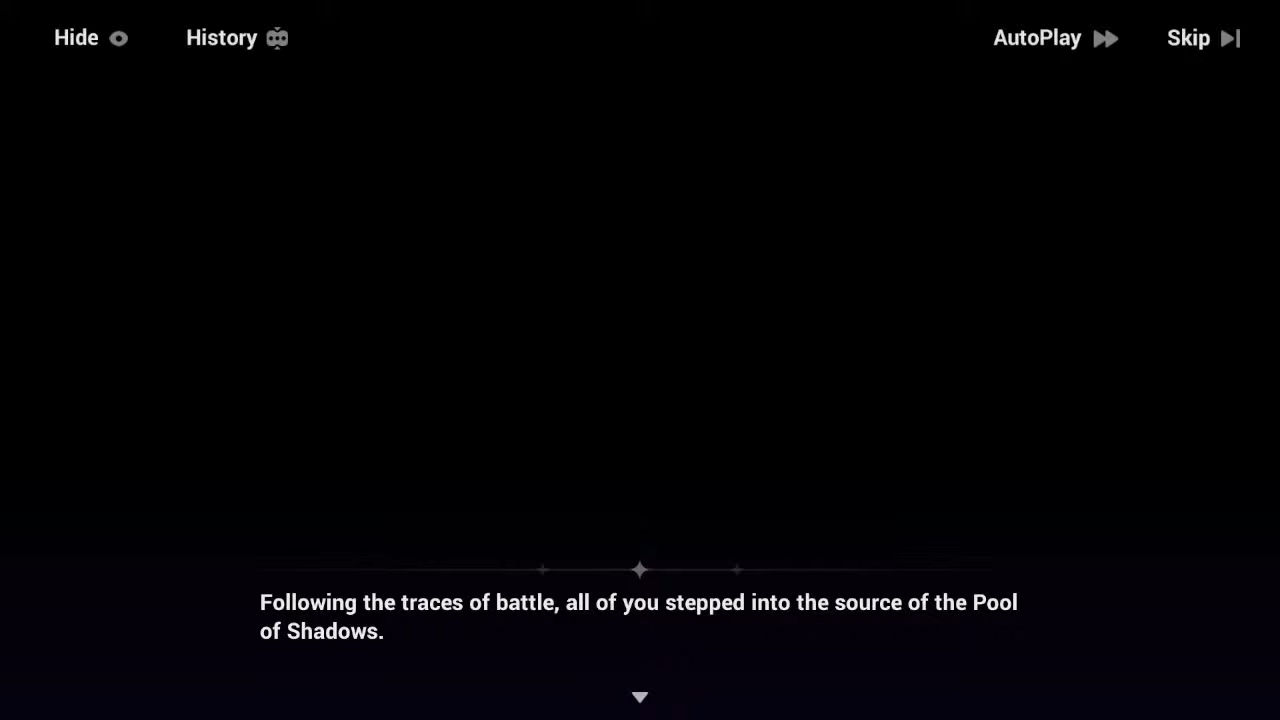 Hide
History
AutoPlay
Skip
Following the traces of battle, all of you stepped into the source of the Pool
of Shadows.